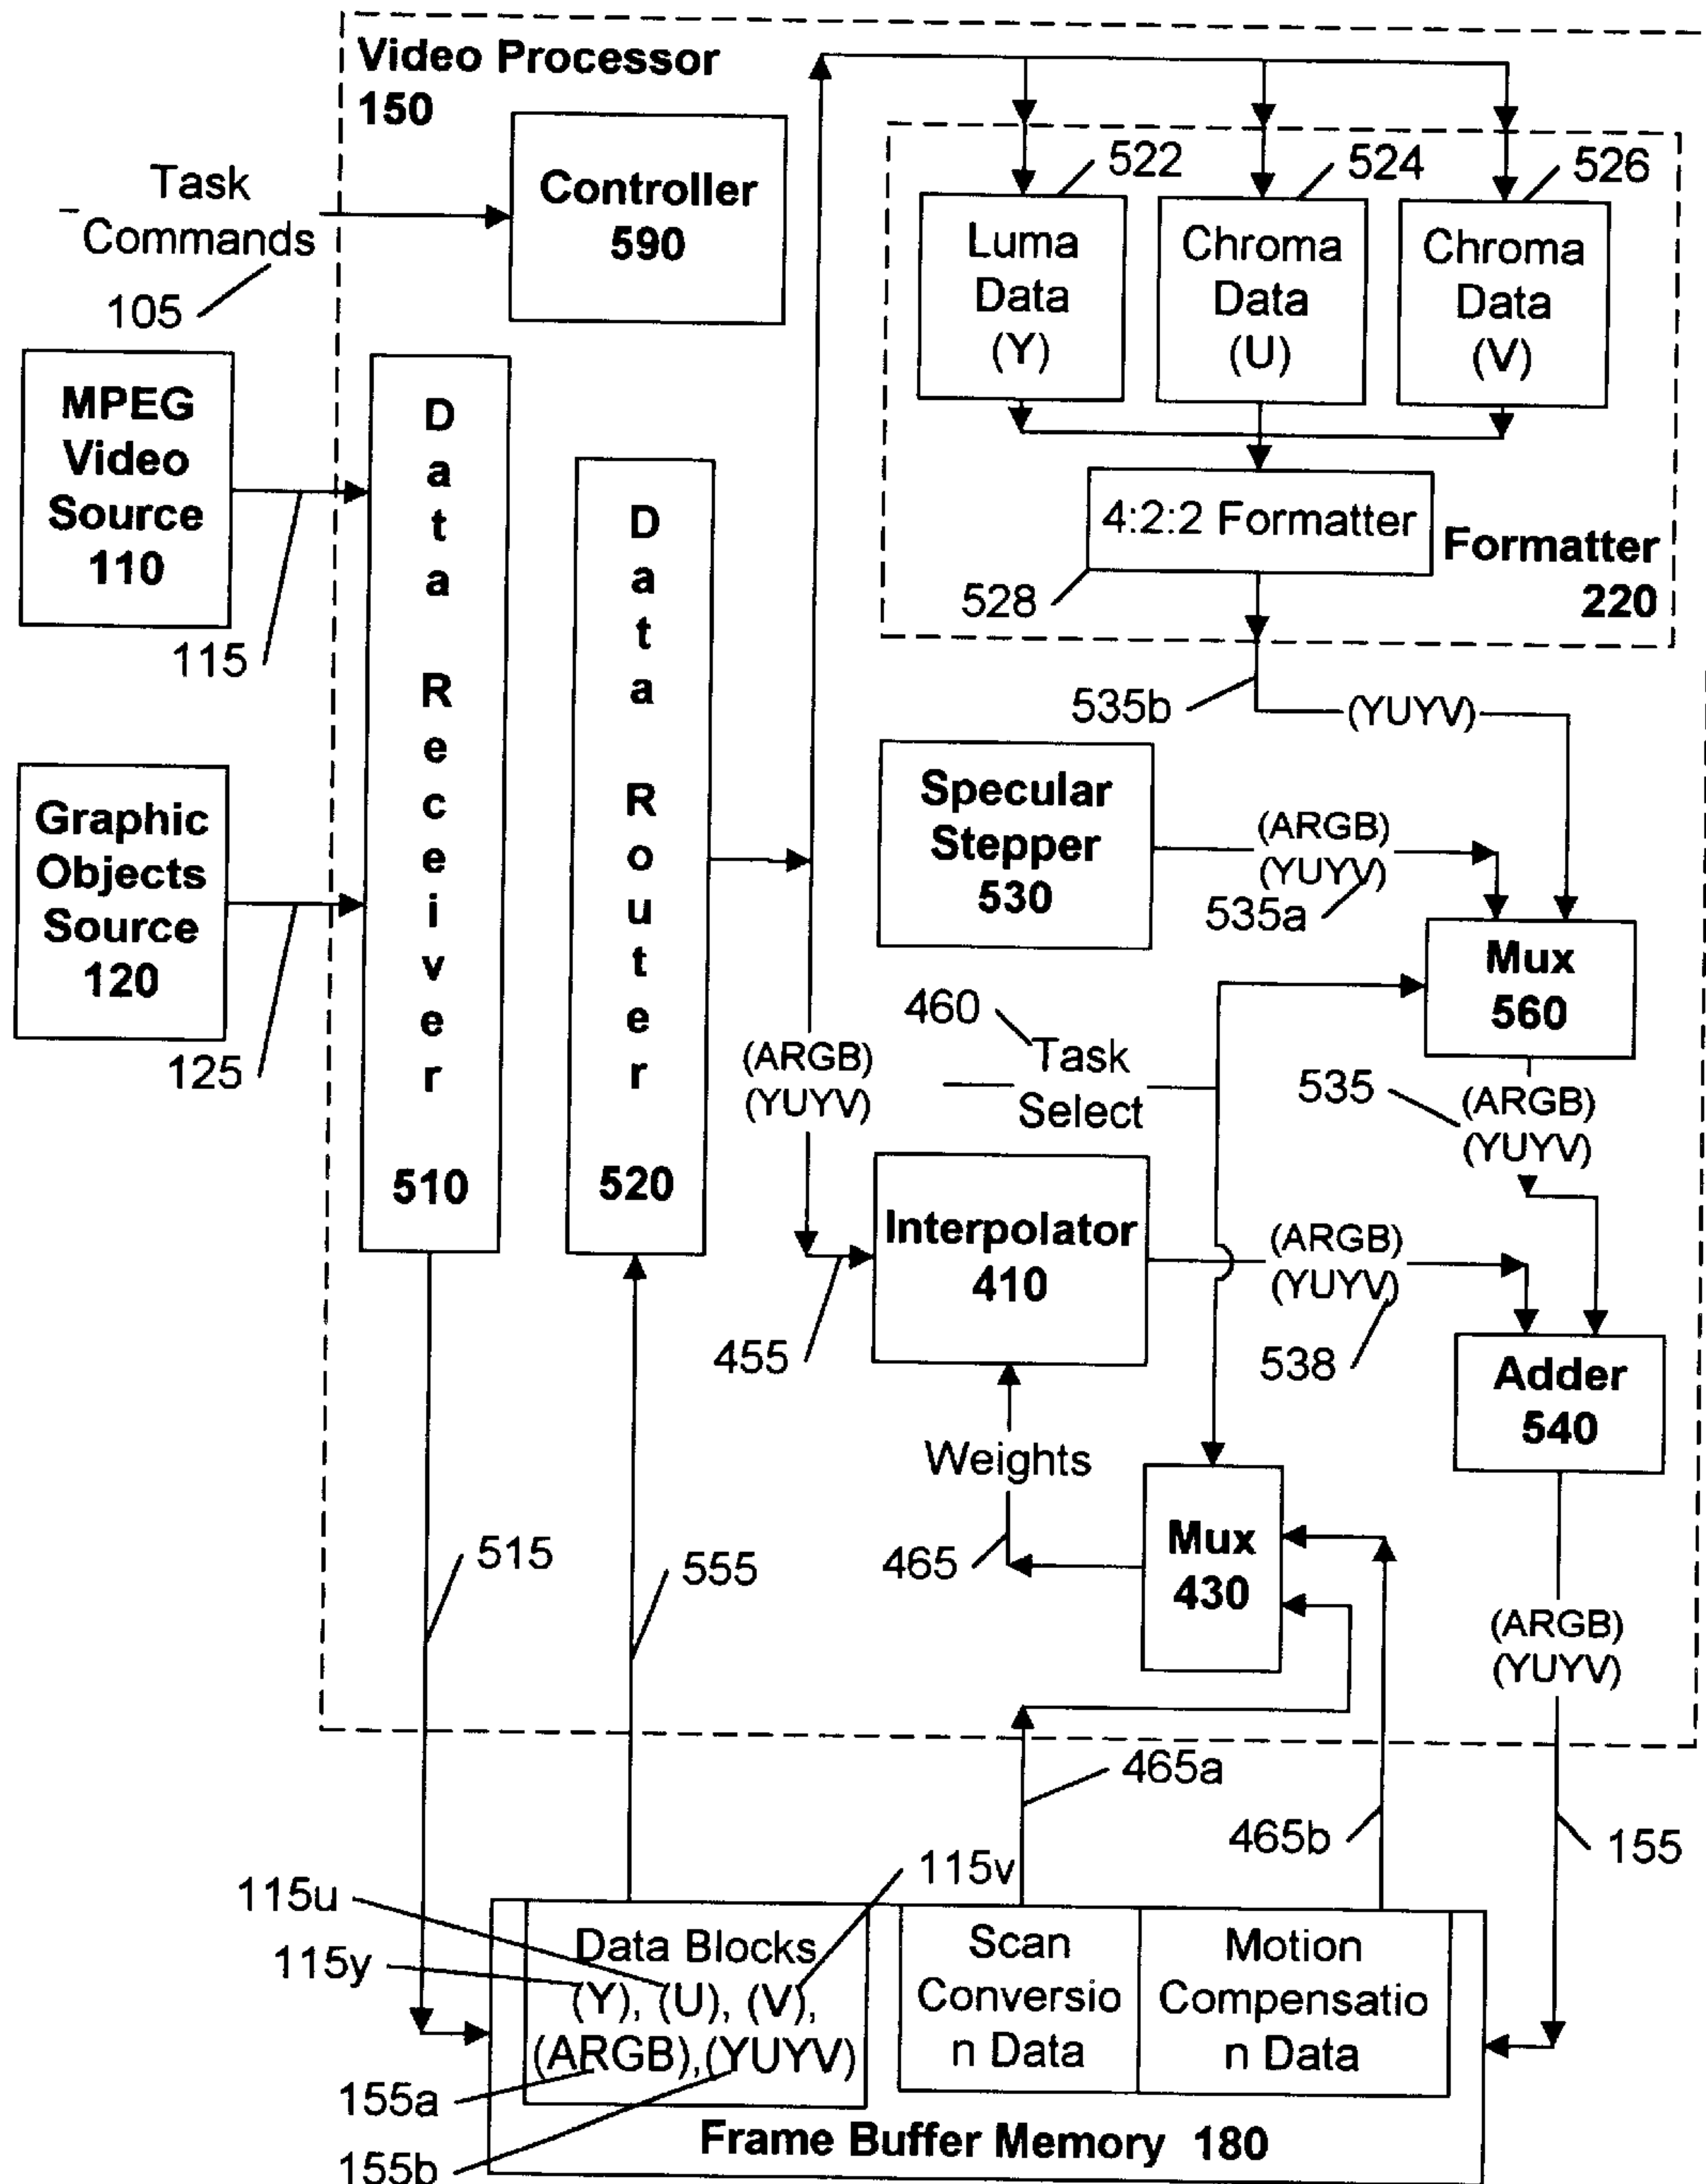 Video Processor
150
Task
Commands
105
Controller
590
522
524
526
Luma
Data
(Y)
Chroma
Data
(U)
Chroma
Data
(V)
MPEG
Video
Source
110
115
Data Receiver
510
Data Router
520
4:2:2 Formatter
528
Formatter
220
535b
(YUYV)
Graphic
Objects
Source
120
125
Specular
Stepper
530
(ARGB)
(YUYV)
535a
Mux
560
460
Task
Select
(ARGB)
(YUYV)
535
(ARGB)
(YUYV)
Interpolator
410
455
(ARGB)
(YUYV)
538
Adder
540
Weights
465
Mux
430
515
555
(ARGB)
(YUYV)
465a
465b
155
115v
115u
115y
Data Blocks
(Y), (U), (V),
(ARGB),(YUYV)
155a
155b
Scan
Conversio
n Data
Motion
Compensatio
n Data
Frame Buffer Memory 180